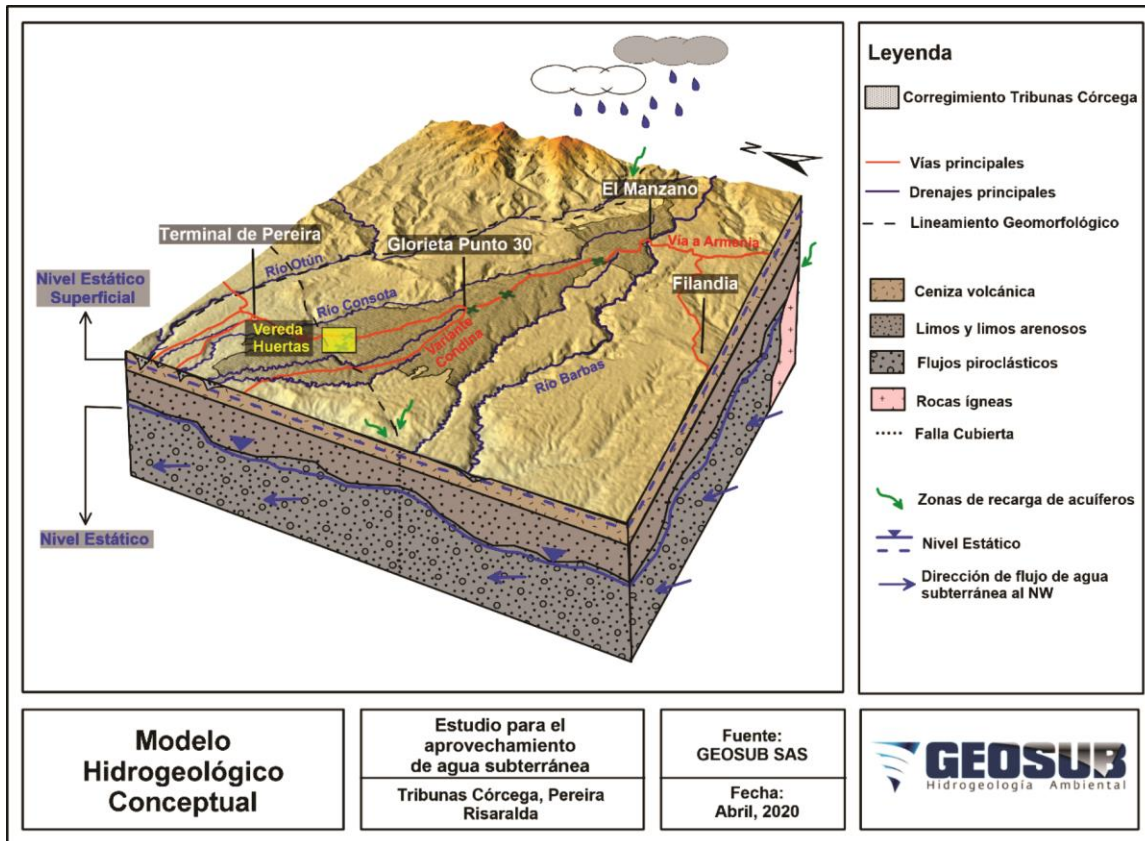 N
El Manzano
Terminal de Pereira
Glorieta Punto 30
Vía a Armenia
Río Otún
Nivel Estático
Superficial
Río Consota
Filandia
Vereda
Huertas
Variante
Condina
Río Barbas
Nivel Estático
Leyenda
Corregimiento Tribunas Córcega
Vías principales
Drenajes principales
Lineamiento Geomorfológico
Ceniza volcánica
Limos y limos arenosos
Flujos piroclásticos
Rocas ígneas
Falla Cubierta
Zonas de recarga de acuíferos
Nivel Estático
Dirección de flujo de agua
subterránea al NW
Modelo
Hidrogeológico
Conceptual
Estudio para el
aprovechamiento
de agua subterránea
Tribunas Córcega, Pereira
Risaralda
Fuente:
GEOSUB SAS
Fecha:
Abril, 2020
GEOSUB
Hidrogeología Ambiental